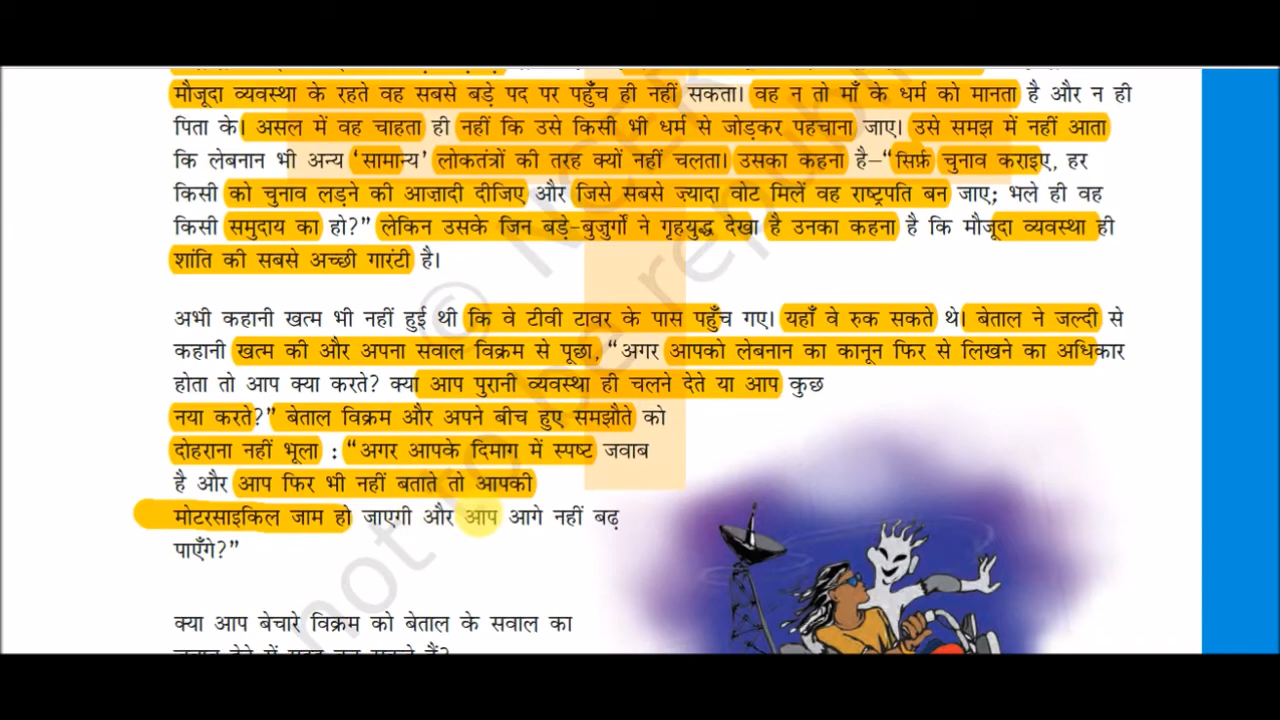 मौजूदा व्यवस्था के रहते वह सबसे बड़े पद पर पहुँच ही नहीं सकता। वह न तो माँ के धर्म को मानता है और न ही
पिता के। असल में वह चाहता ही नहीं कि उसे किसी भी धर्म से जोड़कर पहचाना जाए। उसे समझ में नहीं आता
कि लेबनान भी अन्य ‘सामान्य’ लोकतंत्रों की तरह क्यों नहीं चलता। उसका कहना है–“सिर्फ़ चुनाव कराइए, हर
किसी को चुनाव लड़ने की आज़ादी दीजिए और जिसे सबसे ज़्यादा वोट मिलें वह राष्ट्रपति बन जाए; भले ही वह
किसी समुदाय का हो?” लेकिन उसके जिन बड़े-बुज़ुर्गों ने गृहयुद्ध देखा है उनका कहना है कि मौजूदा व्यवस्था ही
शांति की सबसे अच्छी गारंटी है।
अभी कहानी खत्म भी नहीं हुई थी कि वे टीवी टावर के पास पहुँच गए। यहाँ वे रुक सकते थे। बेताल ने जल्दी से
कहानी खत्म की और अपना सवाल विक्रम से पूछा, “अगर आपको लेबनान का कानून फिर से लिखने का अधिकार
होता तो आप क्या करते? क्या आप पुरानी व्यवस्था ही चलने देते या आप कुछ
नया करते?” बेताल विक्रम और अपने बीच हुए समझौते को
दोहराना नहीं भूला : “अगर आपके दिमाग में स्पष्ट जवाब
है और आप फिर भी नहीं बताते तो आपकी
मोटरसाइकिल जाम हो जाएगी और आप आगे नहीं बढ़
पाएँगे?”
क्या आप बेचारे विक्रम को बेताल के सवाल का
not to be republ
© NCER